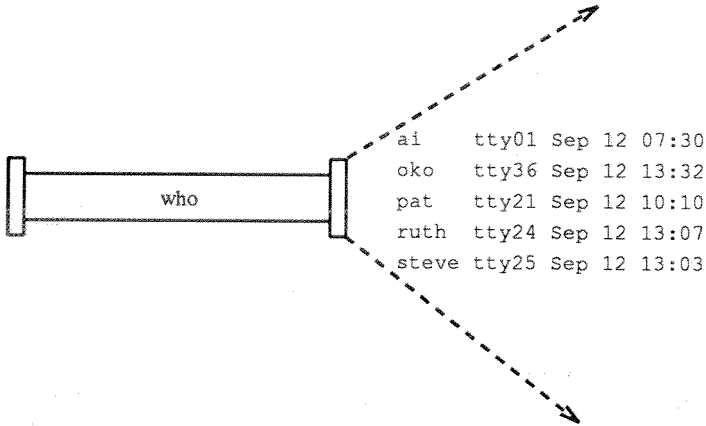 who
ai    tty01 Sep 12 07:30
oko   tty36 Sep 12 13:32
pat   tty21 Sep 12 10:10
ruth  tty24 Sep 12 13:07
steve tty25 Sep 12 13:03